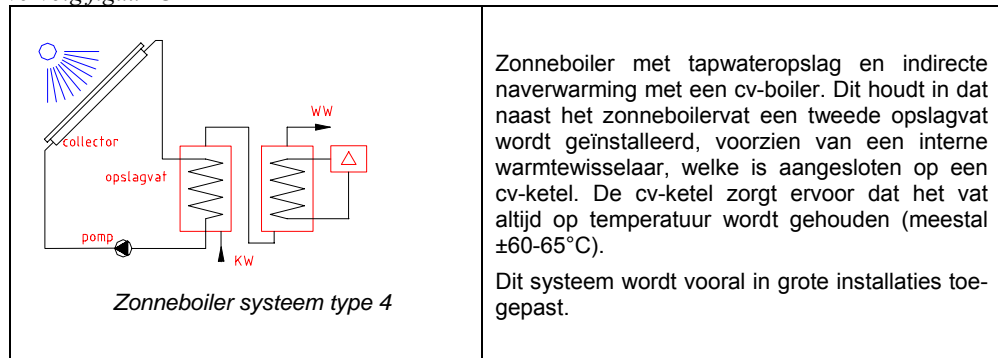 WW
collector
opslagvat
pomp
KW
Zonneboiler systeem type 4
Zonneboiler met tapwateropslag en indirecte
naverwarming met een cv-boiler. Dit houdt in dat
naast het zonneboilervat een tweede opslagvat
wordt geïnstalleerd, voorzien van een interne
warmtewisselaar, welke is aangesloten op een
cv-ketel. De cv-ketel zorgt ervoor dat het vat
altijd op temperatuur wordt gehouden (meestal
±60-65°C).
Dit systeem wordt vooral in grote installaties toe-
gepast.